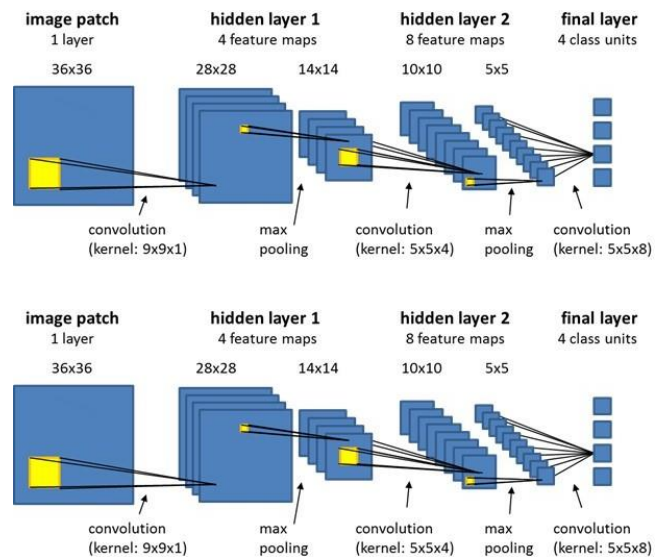 image patch hidden layer 1 hidden layer 2 final layer
1 layer 4 feature maps 8 feature maps 4 class units
36x36 28x28 14x14 10x10 5x5
convolution max convolution max convolution
(kernel: 9x9x1) pooling (kernel: 5x5x4) pooling (kernel: 5x5x8)
image patch hidden layer 1 hidden layer 2 final layer
1 layer 4 feature maps 8 feature maps 4 class units
36x36 28x28 14x14 10x10 5x5
convolution max convolution max convolution
(kernel: 9x9x1) pooling (kernel: 5x5x4) pooling (kernel: 5x5x8)